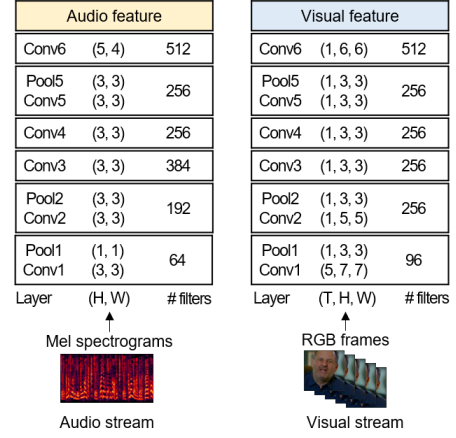 Audio feature
Conv6 (5, 4) 512
Pool5 (3, 3)
Conv5 (3, 3) 256
Conv4 (3, 3) 256
Conv3 (3, 3) 384
Pool2 (3, 3)
Conv2 (3, 3) 192
Pool1 (1, 1)
Conv1 (3, 3) 64
Layer (H, W) # filters
Mel spectrograms
Audio stream
Visual feature
Conv6 (1, 6, 6) 512
Pool5 (1, 3, 3)
Conv5 (1, 3, 3) 256
Conv4 (1, 3, 3) 256
Conv3 (1, 3, 3) 256
Pool2 (1, 3, 3)
Conv2 (1, 5, 5) 256
Pool1 (1, 3, 3)
Conv1 (5, 7, 7) 96
Layer (T, H, W) # filters
RGB frames
Visual stream